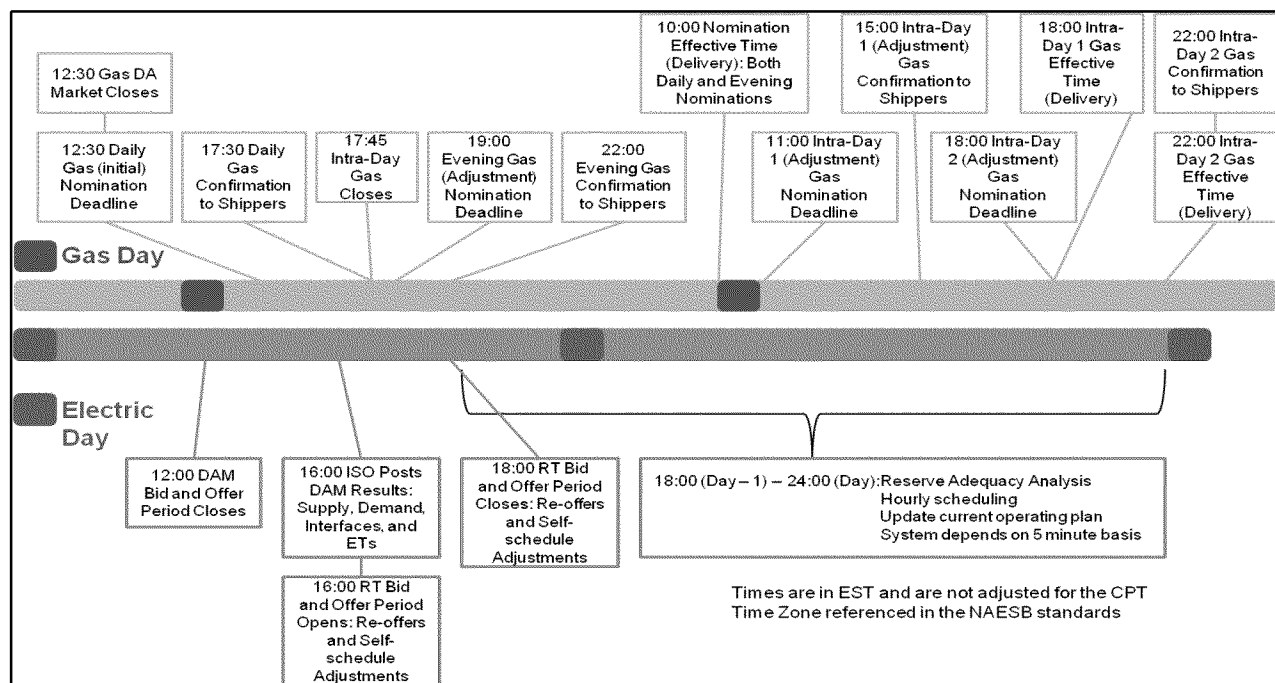 12:30 Gas DA
Market Closes
12:30 Daily
Gas (initial)
Nomination
Deadline
17:30 Daily
Gas
Confirmation
to Shippers
17:45
Intra-Day
Gas
Closes
19:00
Evening Gas
(Adjustment)
Nomination
Deadline
22:00
Evening Gas
Confirmation
to Shippers
10:00 Nomination
Effective Time
(Delivery): Both
Daily and Evening
Nominations
11:00 Intra-Day
1 (Adjustment)
Gas
Nomination
Deadline
15:00 Intra-Day
1 (Adjustment)
Gas
Confirmation to
Shippers
18:00 Intra-Day
2 (Adjustment)
Gas
Nomination
Deadline
18:00 Intra-
Day 1 Gas
Effective
Time
(Delivery)
22:00 Intra-
Day 2 Gas
Confirmation
to Shippers
22:00 Intra-
Day 2 Gas
Effective
Time
(Delivery)
Gas Day
Electric
Day
12:00 DAM
Bid and Offer
Period Closes
16:00 ISO Posts
DAM Results:
Supply, Demand,
Interfaces, and
ETs
16:00 RT Bid
and Offer Period
Opens: Re-offers
and Self-
schedule
Adjustments
18:00 RT Bid
and Offer Period
Closes: Re-offers
and Self-
schedule
Adjustments
18:00 (Day – 1) – 24:00 (Day): Reserve Adequacy Analysis
Hourly scheduling
Update current operating plan
System depends on 5 minute basis
Times are in EST and are not adjusted for the CPT
Time Zone referenced in the NAESB standards